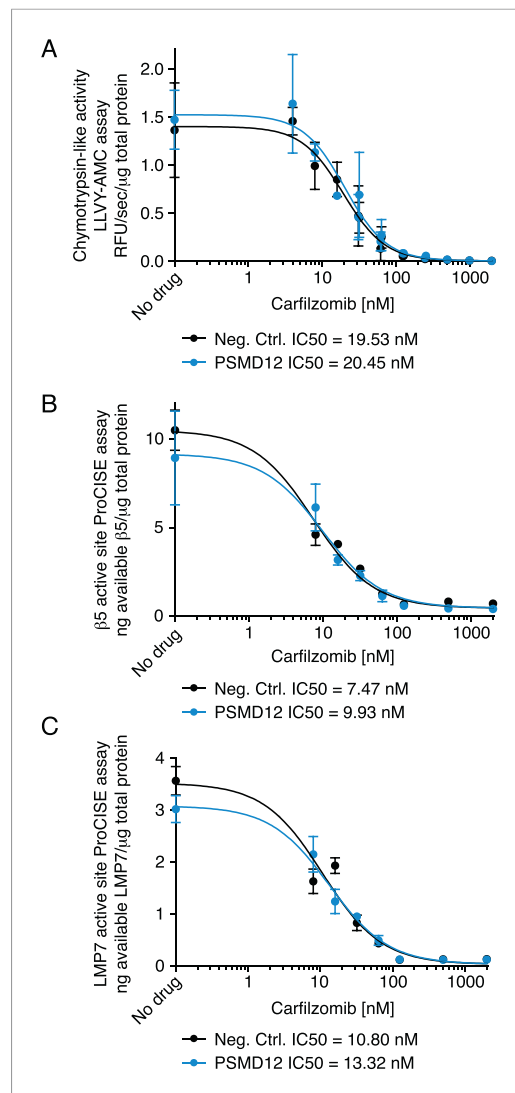 A
Chymotrypsin-like activity
LLVY-AMC assay
RFU/sec/µg total protein
2.0
1.5
1.0
0.5
0.0
No drug
1
10
100
1000
Carfilzomib [nM]
Neg. Ctrl. IC50 = 19.53 nM
PSMD12 IC50 = 20.45 nM
B
β5 active site ProCISE assay
ng available β5/µg total protein
10
5
0
No drug
1
10
100
1000
Carfilzomib [nM]
Neg. Ctrl. IC50 = 7.47 nM
PSMD12 IC50 = 9.93 nM
C
LMP7 active site ProCISE assay
ng available LMP7/µg total protein
4
3
2
1
0
No drug
1
10
100
1000
Carfilzomib [nM]
Neg. Ctrl. IC50 = 10.80 nM
PSMD12 IC50 = 13.32 nM